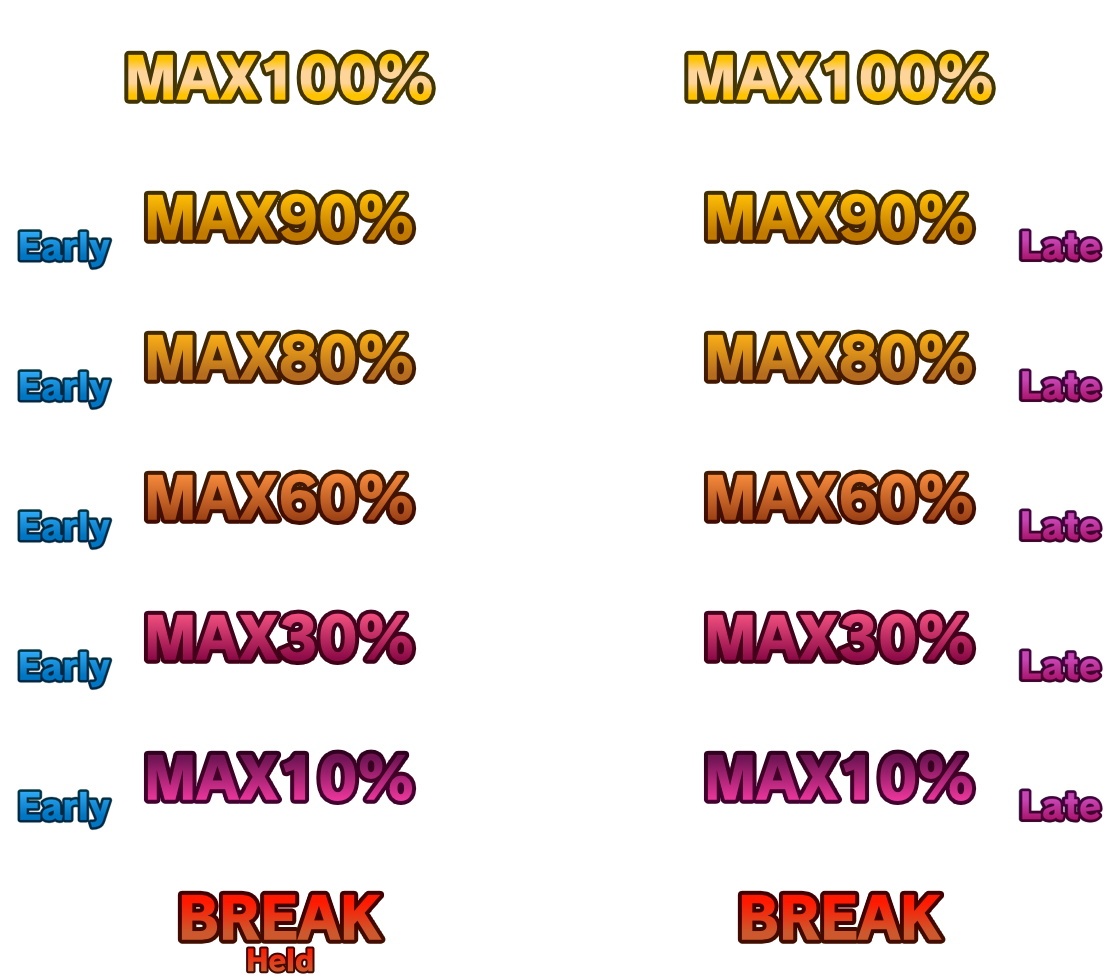 MAX100% MAX100%
Early MAX90% MAX90% Late
Early MAX80% MAX80% Late
Early MAX60% MAX60% Late
Early MAX30% MAX30% Late
Early MAX10% MAX10% Late
BREAK BREAK
Held